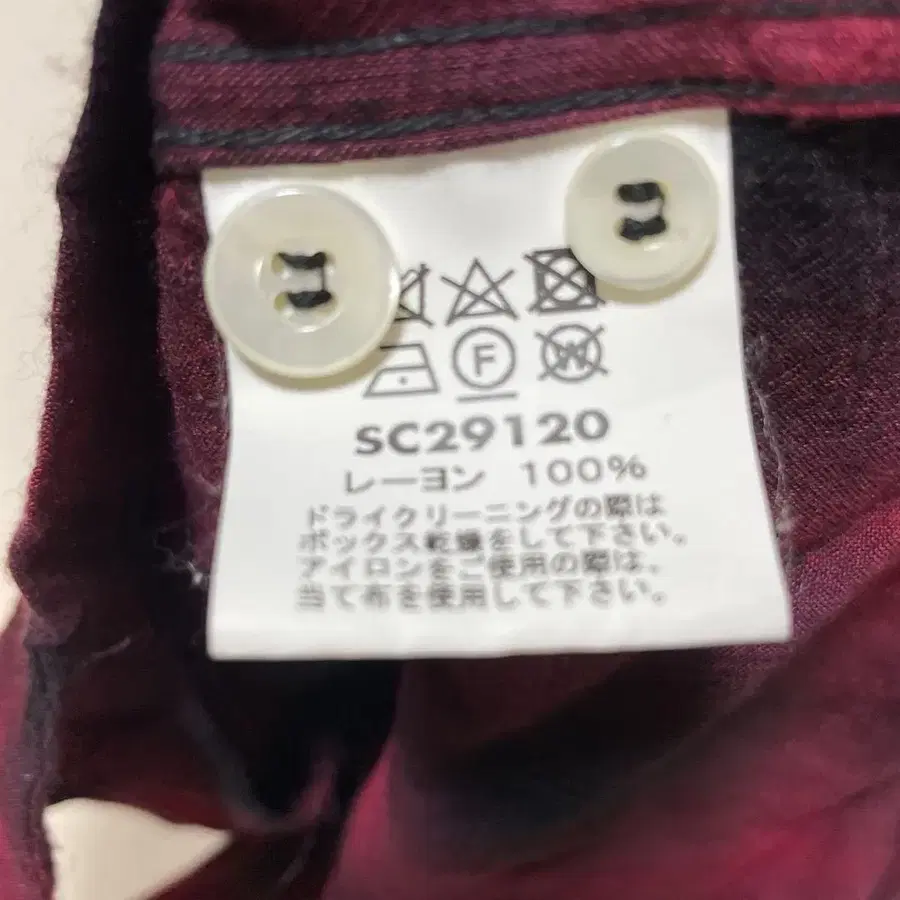 F W
SC29120
レーヨン 100%
ドライクリーニングの際は
ボックス乾燥をして下さい。
アイロンをご使用の際は、
当て布を使用して下さい。